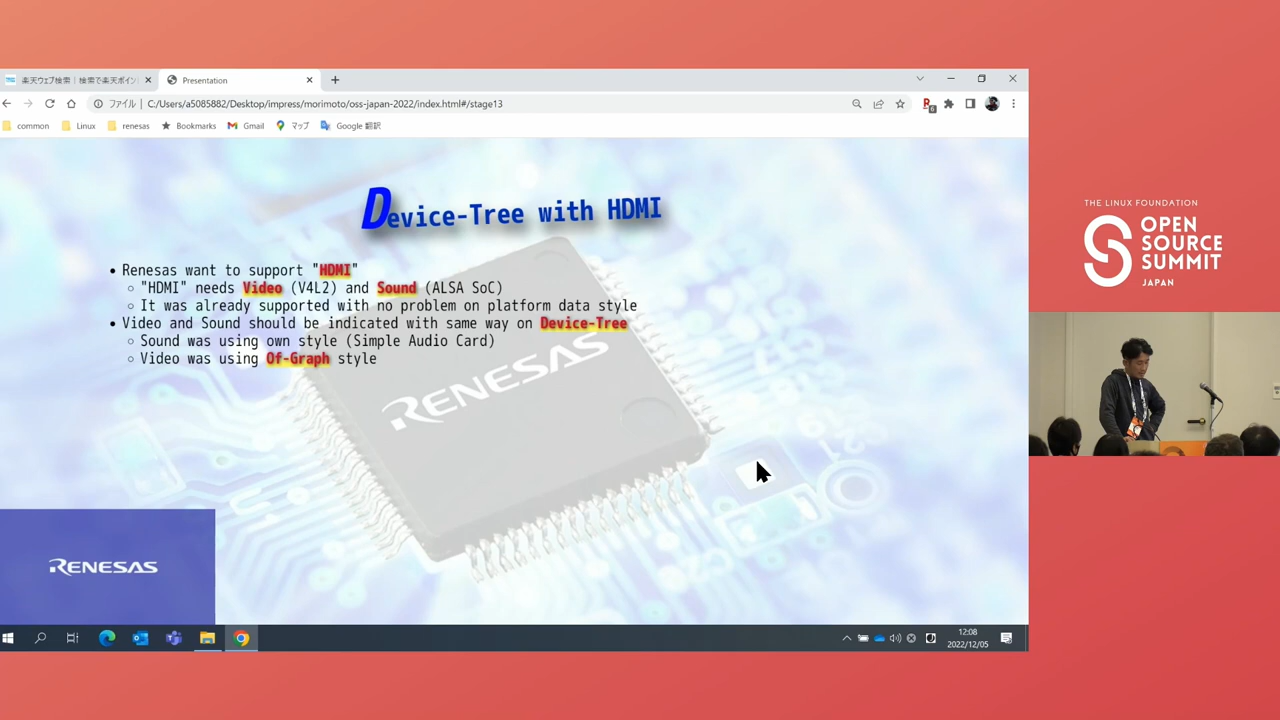 楽天ウェブ検索 | 検索で楽天ポイン
Presentation
ファイル | C:/Users/a5085882/Desktop/impress/morimoto/oss-japan-2022/index.html#/stage13
common Linux renesas Bookmarks Gmail マップ Google 翻訳
Device-Tree with HDMI
• Renesas want to support "HDMI"
○ "HDMI" needs Video (V4L2) and Sound (ALSA SoC)
○ It was already supported with no problem on platform data style
• Video and Sound should be indicated with same way on Device-Tree
○ Sound was using own style (Simple Audio Card)
○ Video was using Of-Graph style
RENESAS
RENESAS
12:08
2022/12/05
THE LINUX FOUNDATION
OPEN
SOURCE
SUMMIT
JAPAN